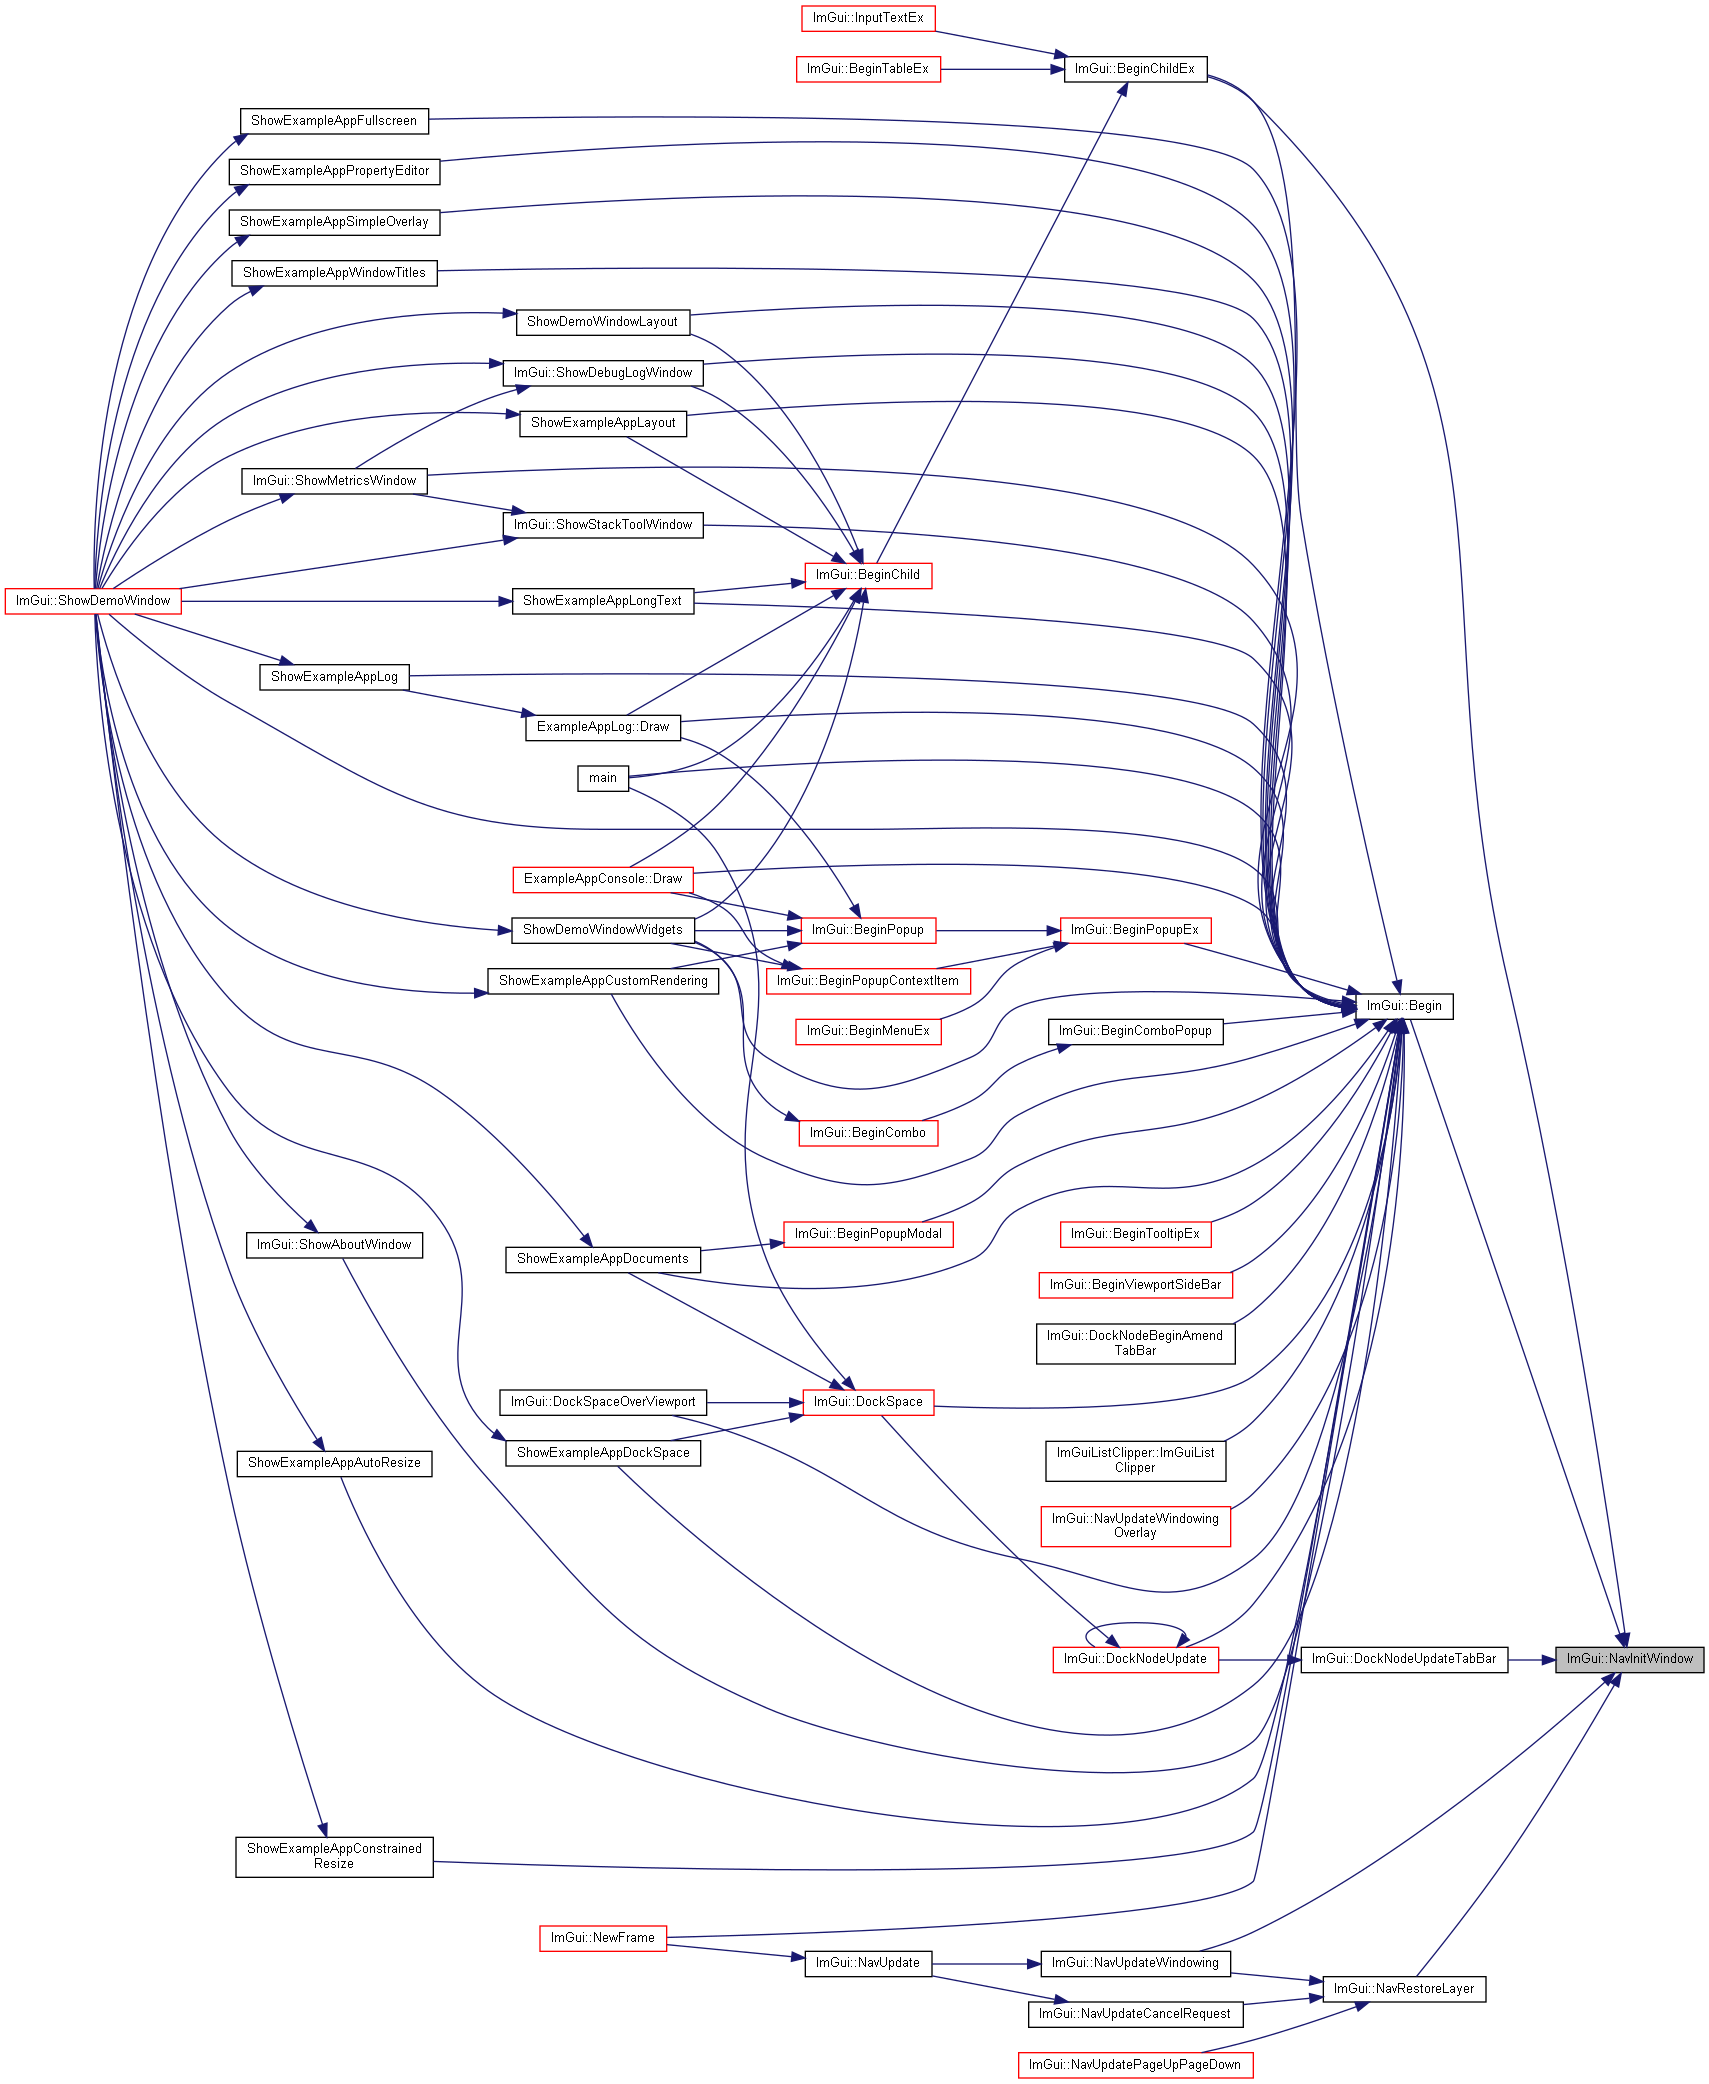 ImGui::InputTextEx
ImGui::BeginTableEx
ImGui::BeginChildEx
ShowExampleAppFullscreen
ShowExampleAppPropertyEditor
ShowExampleAppSimpleOverlay
ShowExampleAppWindowTitles
ShowDemoWindowLayout
ImGui::ShowDebugLogWindow
ShowExampleAppLayout
ImGui::ShowMetricsWindow
ImGui::ShowStackToolWindow
ImGui::BeginChild
ImGui::ShowDemoWindow
ShowExampleAppLongText
ShowExampleAppLog
ExampleAppLog::Draw
main
ExampleAppConsole::Draw
ShowDemoWindowWidgets
ImGui::BeginPopup
ImGui::BeginPopupEx
ShowExampleAppCustomRendering
ImGui::BeginPopupContextItem
ImGui::Begin
ImGui::BeginMenuEx
ImGui::BeginComboPopup
ImGui::BeginCombo
ImGui::BeginPopupModal
ImGui::BeginTooltipEx
ImGui::ShowAboutWindow
ShowExampleAppDocuments
ImGui::BeginViewportSideBar
ImGui::DockNodeBeginAmend
TabBar
ImGui::DockSpaceOverViewport
ImGui::DockSpace
ShowExampleAppDockSpace
ShowExampleAppAutoResize
ImGuiListClipper::ImGuiList
Clipper
ImGui::NavUpdateWindowing
Overlay
ImGui::DockNodeUpdate
ImGui::DockNodeUpdateTabBar
ImGui::NavInitWindow
ShowExampleAppConstrained
Resize
ImGui::NewFrame
ImGui::NavUpdate
ImGui::NavUpdateWindowing
ImGui::NavRestoreLayer
ImGui::NavUpdateCancelRequest
ImGui::NavUpdatePageUpPageDown